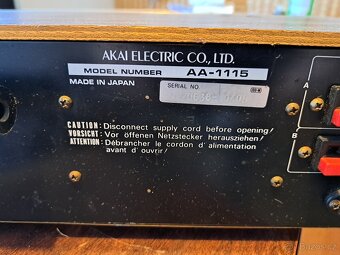 AKAI ELECTRIC CO., LTD.
MODEL NUMBER AA-1115
MADE IN JAPAN
SERIAL NO.
A
B
CAUTION : Disconnect supply cord before opening/
VORSICHT : Vor offenen Netzstecker herausziehen/
ATTENTION : Débrancher le cordon d'alimentation
avant d'ouvrir/